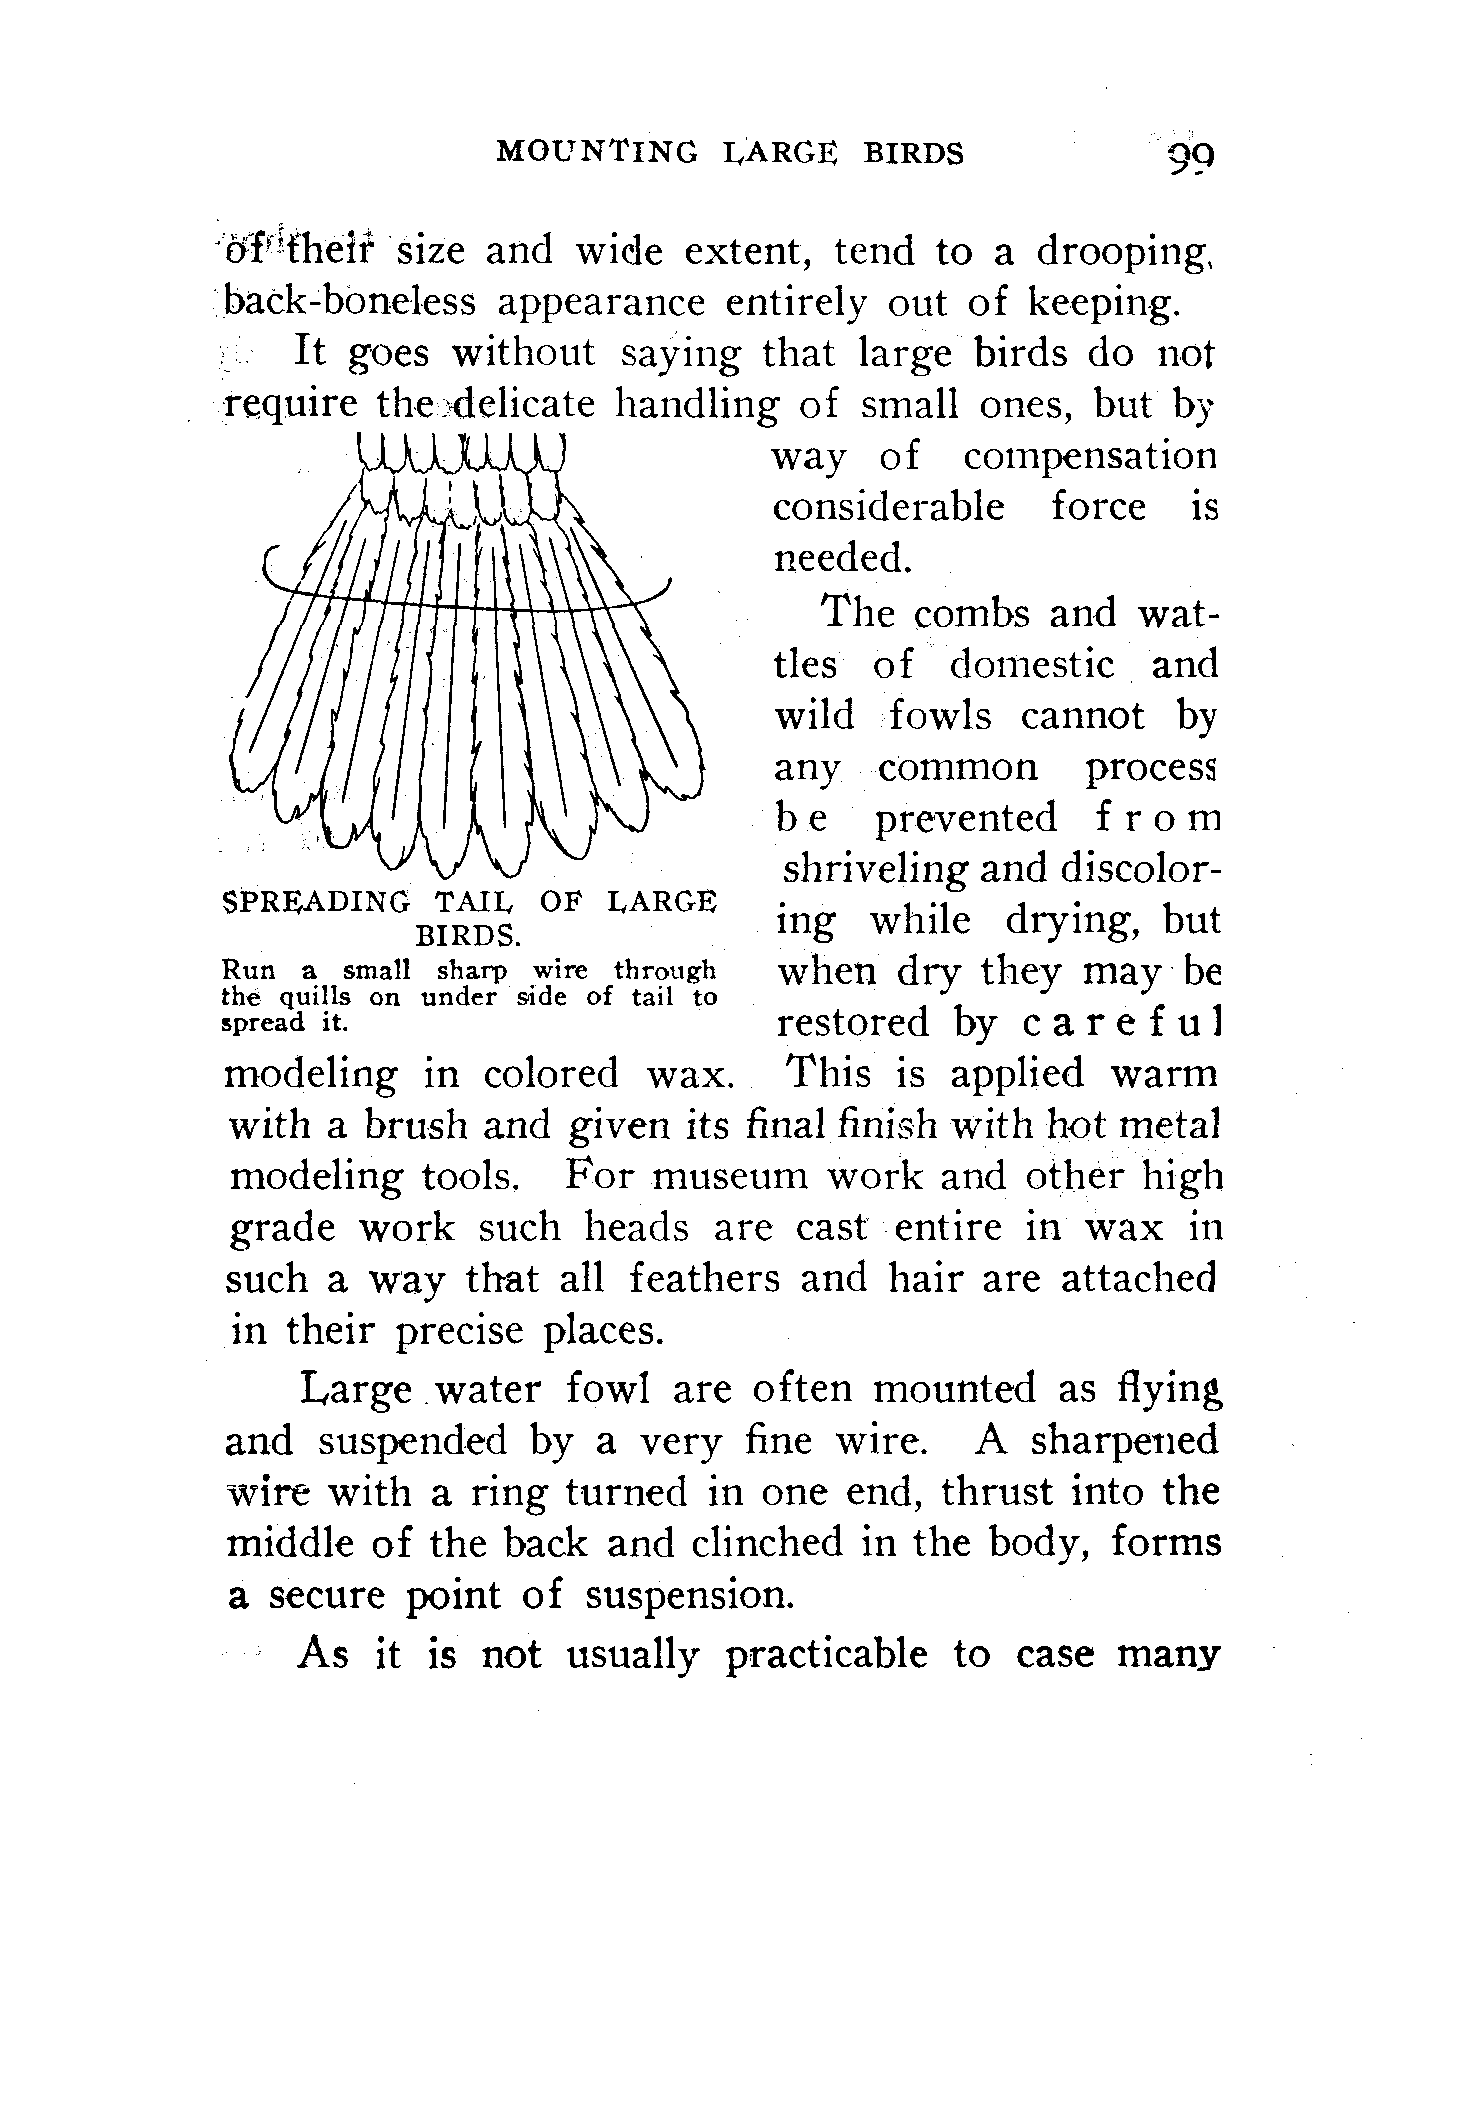 MOUNTING LARGE BIRDS 99
of their size and wide extent, tend to a drooping,
back-boneless appearance entirely out of keeping.
It goes without saying that large birds do not
require the delicate handling of small ones, but by
way of compensation
considerable force is
needed.
The combs and wat-
tles of domestic and
wild fowls cannot by
any common process
be prevented from
shriveling and discolor-
ing while drying, but
when dry they may be
restored by careful
SPREADING TAIL OF LARGE
BIRDS.
Run a small sharp wire through
the quills on under side of tail to
spread it.
modeling in colored wax. This is applied warm
with a brush and given its final finish with hot metal
modeling tools. For museum work and other high
grade work such heads are cast entire in wax in
such a way that all feathers and hair are attached
in their precise places.
Large water fowl are often mounted as flying
and suspended by a very fine wire. A sharpened
wire with a ring turned in one end, thrust into the
middle of the back and clinched in the body, forms
a secure point of suspension.
As it is not usually practicable to case many